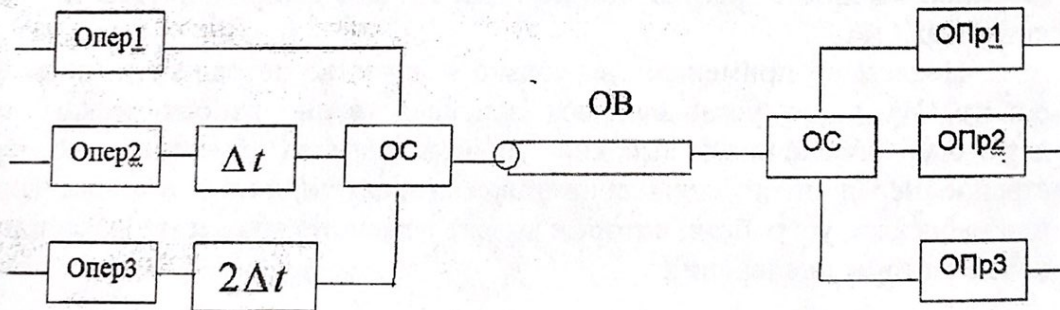 Опер1
ОПр1
ОВ
Опер2
Δt
ОС
ОС
ОПр2
Опер3
2Δt
ОПр3